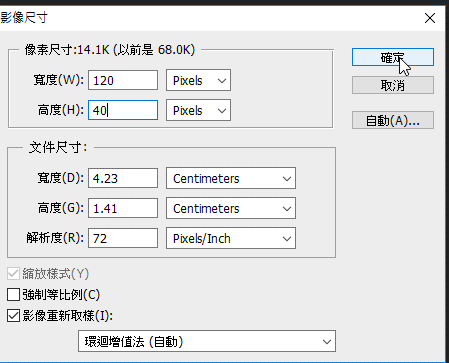 影像尺寸
像素尺寸:14.1K (以前是 68.0K)
寬度(W): 120 Pixels
高度(H): 40 Pixels
確定
取消
自動(A)...
文件尺寸:
寬度(D): 4.23 Centimeters
高度(G): 1.41 Centimeters
解析度(R): 72 Pixels/Inch
縮放樣式(Y)
強制等比例(C)
影像重新取樣(I):
環迴增值法 (自動)